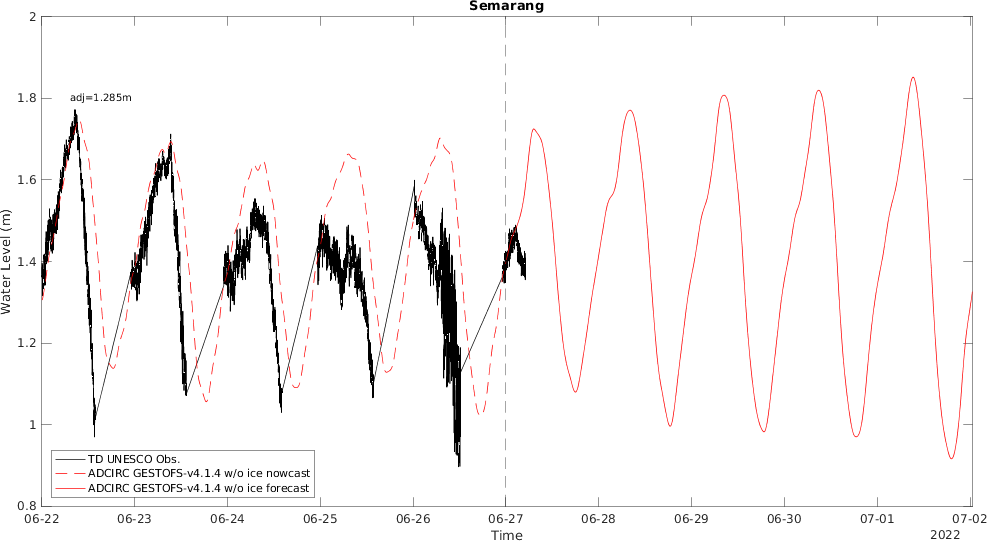 Semarang
adj=1.285m
Water Level (m)
2
1.8
1.6
1.4
1.2
1
0.8
TD UNESCO Obs.
ADCIRC GESTOFS-v4.1.4 w/o ice nowcast
ADCIRC GESTOFS-v4.1.4 w/o ice forecast
06-22 06-23 06-24 06-25 06-26 06-27 06-28 06-29 06-30 07-01 07-02
Time
2022